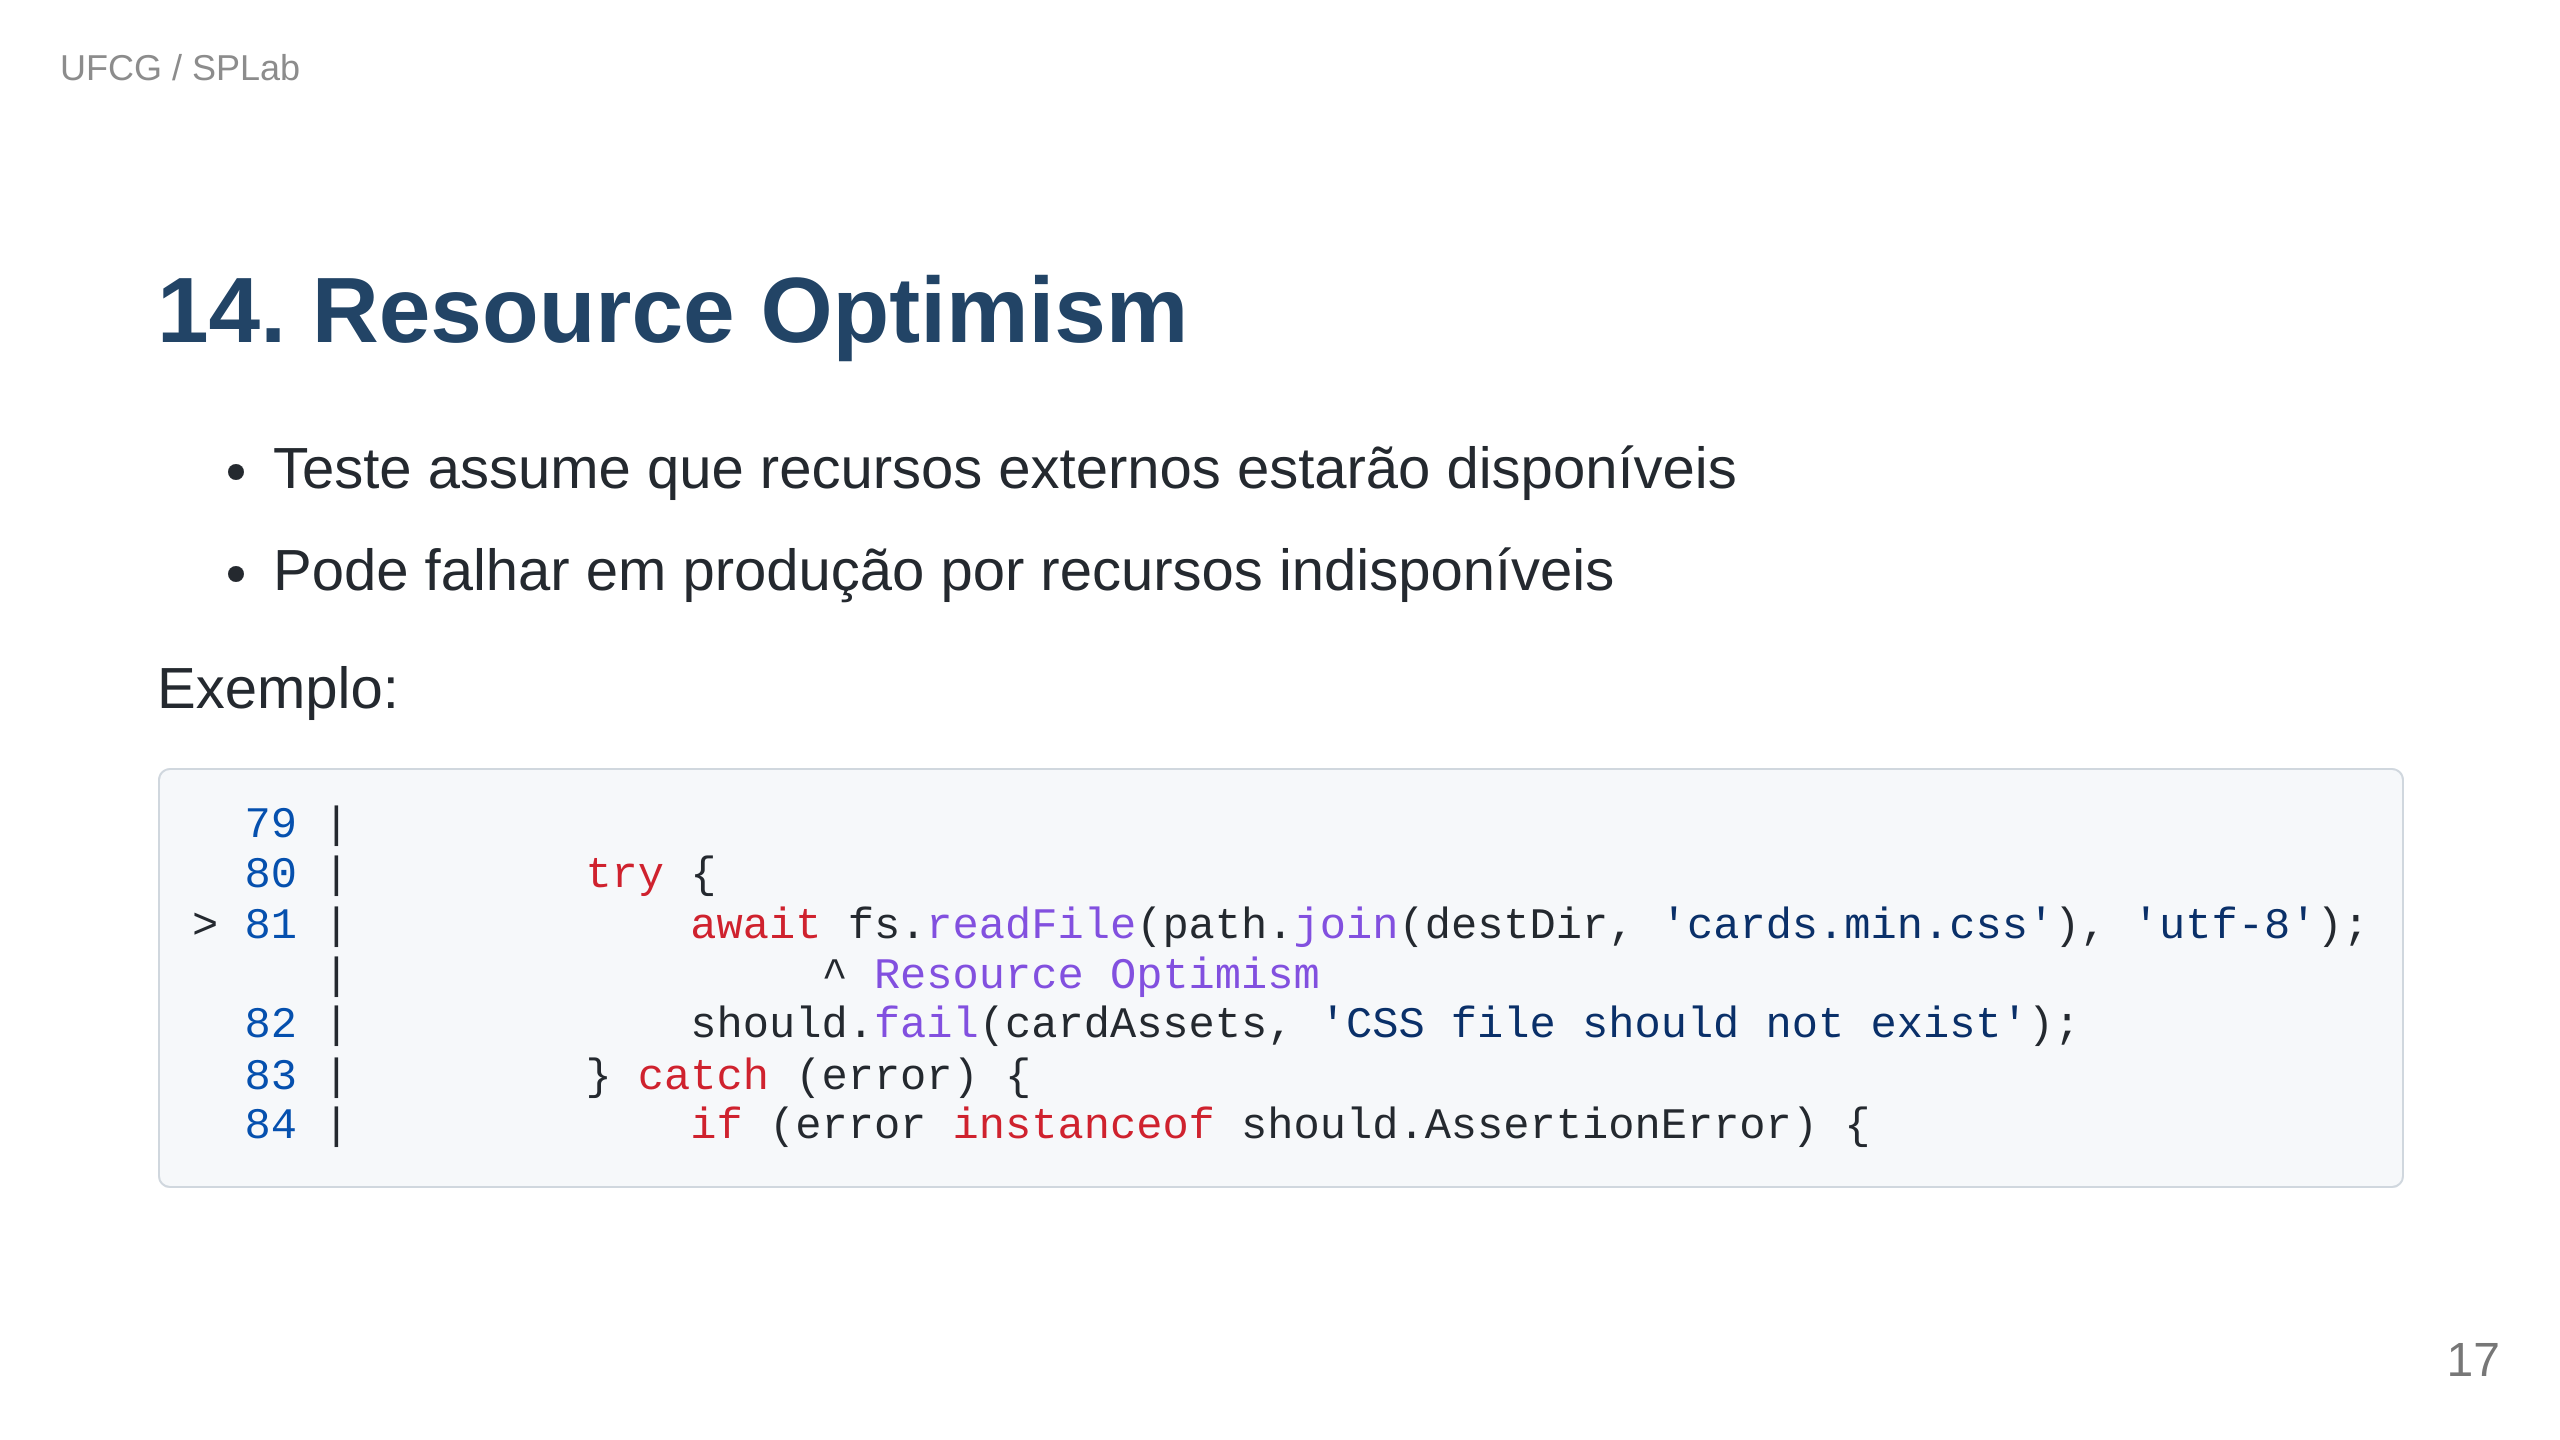 UFCG / SPLab
14. Resource Optimism
• Teste assume que recursos externos estarão disponíveis
• Pode falhar em produção por recursos indisponíveis
Exemplo:
  79 |
  80 |         try {
> 81 |             await fs.readFile(path.join(destDir, 'cards.min.css'), 'utf-8');
     |                  ^ Resource Optimism
  82 |             should.fail(cardAssets, 'CSS file should not exist');
  83 |         } catch (error) {
  84 |             if (error instanceof should.AssertionError) {
17